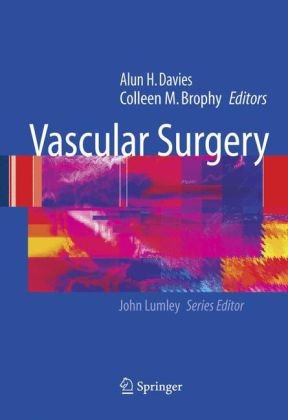 Alun H. Davies
Colleen M. Brophy Editors
Vascular Surgery
John Lumley Series Editor
Springer